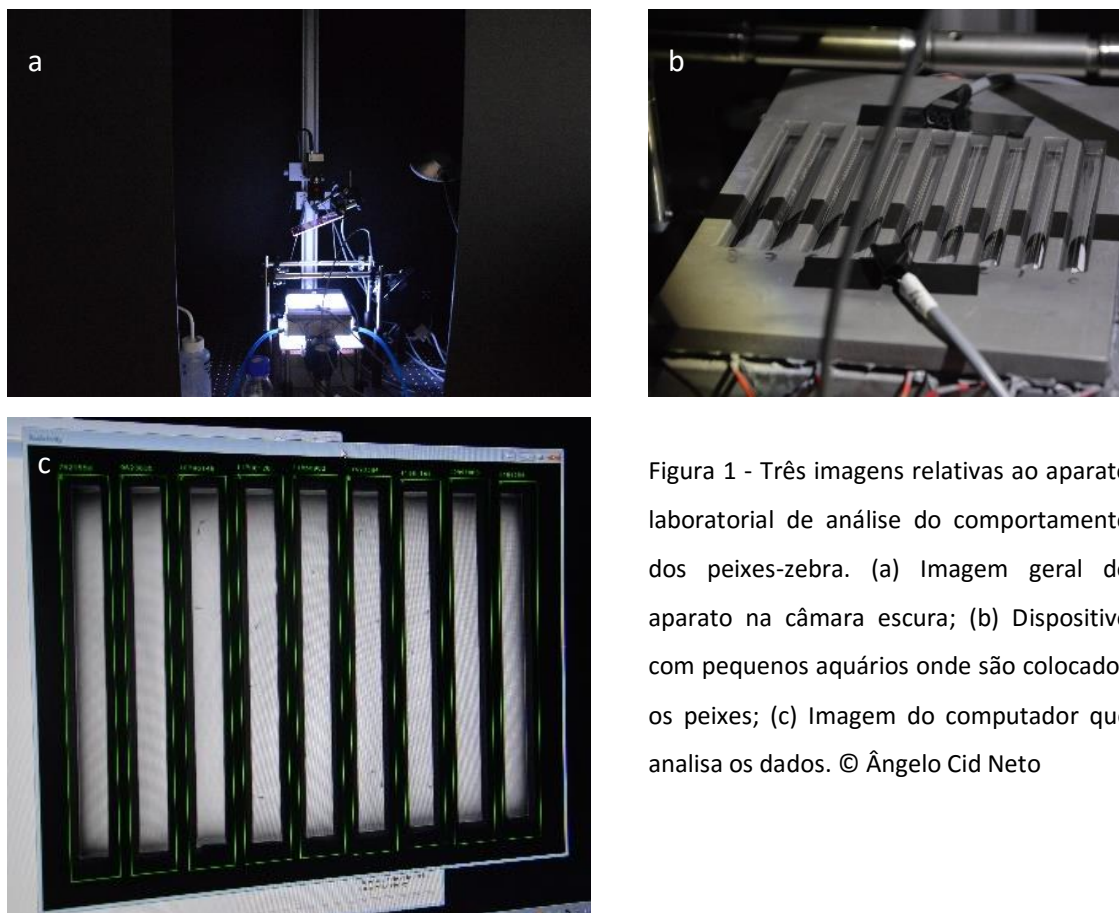 a
b
c
Figura 1 - Três imagens relativas ao aparato
laboratorial de análise do comportamento
dos peixes-zebra. (a) Imagem geral do
aparato na câmara escura; (b) Dispositivo
com pequenos aquários onde são colocados
os peixes; (c) Imagem do computador que
analisa os dados. © Ângelo Cid Neto